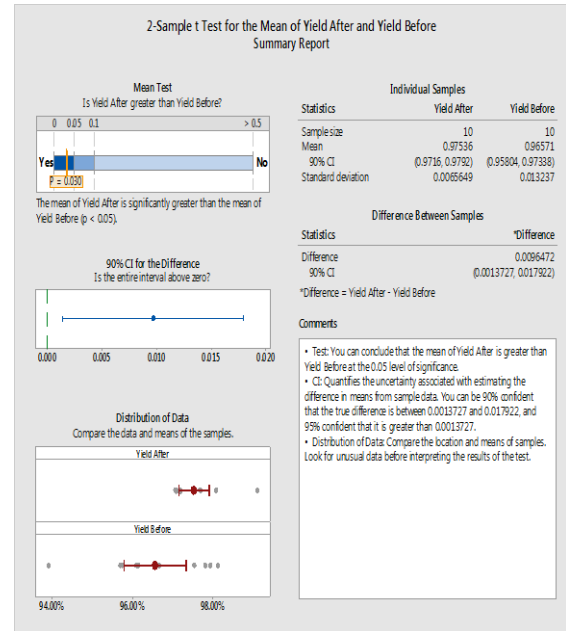 2-Sample t Test for the Mean of Yield After and Yield Before
Summary Report
Mean Test
Is Yield After greater than Yield Before?
0 0.05 0.1 > 0.5
Yes No
P = 0.030
The mean of Yield After is significantly greater than the mean of
Yield Before (p < 0.05).
90% CI for the Difference
Is the entire interval above zero?
0.000 0.005 0.010 0.015 0.020
Distribution of Data
Compare the data and means of the samples.
Yield After
Yield Before
94.00% 96.00% 98.00%
Individual Samples
Statistics Yield After Yield Before
Sample size 10 10
Mean 0.97536 0.96571
90% CI (0.9716, 0.9792) (0.95804, 0.97338)
Standard deviation 0.0065649 0.013237
Difference Between Samples
Statistics *Difference
Difference 0.0096472
90% CI (0.0013727, 0.017922)
*Difference = Yield After - Yield Before
Comments
• Test: You can conclude that the mean of Yield After is greater than
Yield Before at the 0.05 level of significance.
• CI: Quantifies the uncertainty associated with estimating the
difference in means from sample data. You can be 90% confident
that the true difference is between 0.0013727 and 0.017922, and
95% confident that it is greater than 0.0013727.
• Distribution of Data: Compare the location and means of samples.
Look for unusual data before interpreting the results of the test.